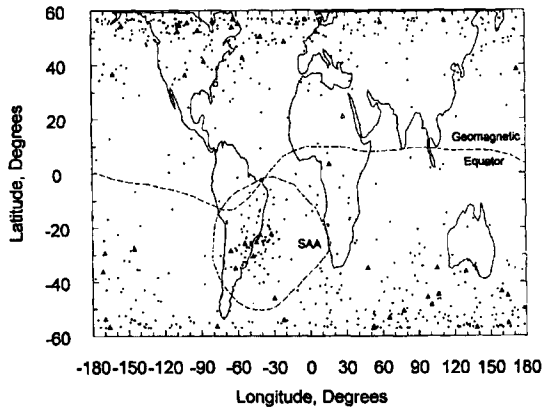 60
40
20
0
-20
-40
-60
Latitude, Degrees
Geomagnetic
Equator
SAA
-180 -150 -120 -90 -60 -30 0 30 60 90 120 150 180
Longitude, Degrees